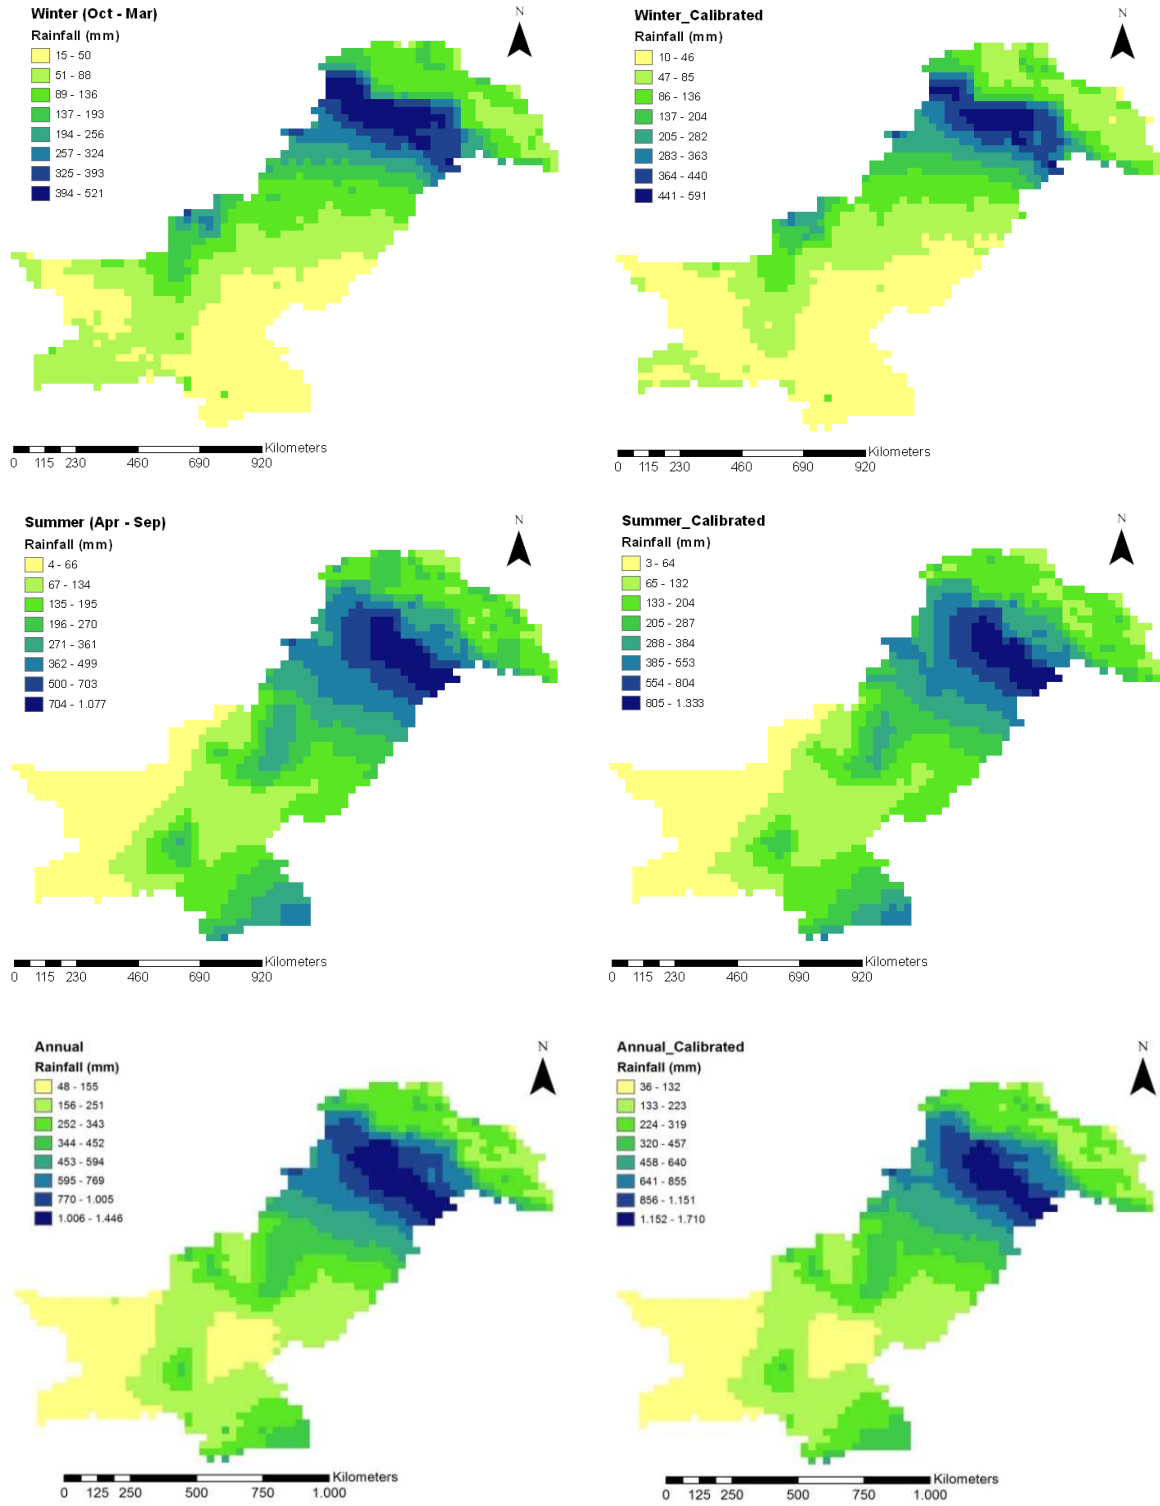 Winter (Oct - Mar)
Rainfall (mm)
15 - 50
51 - 88
89 - 136
137 - 193
194 - 256
257 - 324
325 - 393
394 - 521
N
Kilometers
0 115 230 460 690 920
Winter_Calibrated
Rainfall (mm)
10 - 46
47 - 85
86 - 136
137 - 204
205 - 282
283 - 363
364 - 440
441 - 591
N
Kilometers
0 115 230 460 690 920
Summer (Apr - Sep)
Rainfall (mm)
4 - 66
67 - 134
135 - 195
196 - 270
271 - 361
362 - 499
500 - 703
704 - 1.077
N
Kilometers
0 115 230 460 690 920
Summer_Calibrated
Rainfall (mm)
3 - 64
65 - 132
133 - 204
205 - 287
288 - 384
385 - 553
554 - 804
805 - 1.333
N
Kilometers
0 115 230 460 690 920
Annual
Rainfall (mm)
48 - 155
156 - 251
252 - 343
344 - 452
453 - 594
595 - 769
770 - 1.005
1.006 - 1.446
N
Kilometers
0 125 250 500 750 1.000
Annual_Calibrated
Rainfall (mm)
36 - 132
133 - 223
224 - 319
320 - 457
458 - 640
641 - 855
856 - 1.151
1.152 - 1.710
N
Kilometers
0 125 250 500 750 1.000